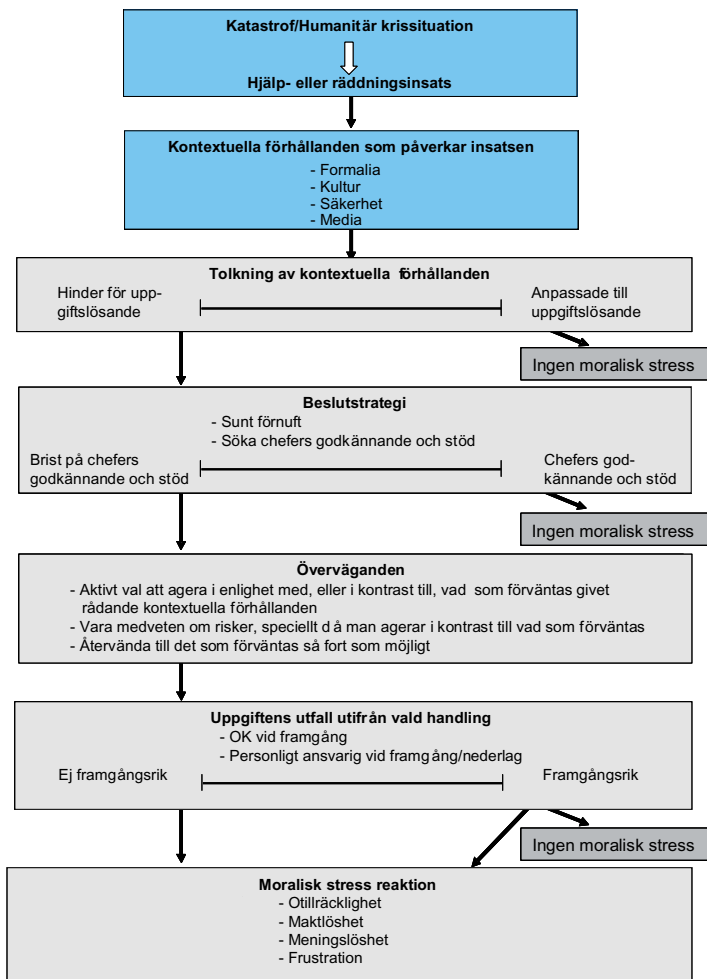 Katastrof/Humanitär krissituation
Hjälp- eller räddningsinsats
Kontextuella förhållanden som påverkar insatsen
- Formalia
- Kultur
- Säkerhet
- Media
Tolkning av kontextuella förhållanden
Hinder för upp-
giftslösande
Anpassade till
uppgiftslösande
Ingen moralisk stress
Beslutstrategi
- Sunt förnuft
- Söka chefers godkännande och stöd
Brist på chefers
godkännande och stöd
Chefers god-
kännande och stöd
Ingen moralisk stress
Överväganden
- Aktivt val att agera i enlighet med, eller i kontrast till, vad som förväntas givet
rådande kontextuella förhållanden
- Vara medveten om risker, speciellt d å man agerar i kontrast till vad som förväntas
- Återvända till det som förväntas så fort som möjligt
Uppgiftens utfall utifrån vald handling
- OK vid framgång
- Personligt ansvarig vid framgång/nederlag
Ej framgångsrik
Framgångsrik
Ingen moralisk stress
Moralisk stress reaktion
- Otillräcklighet
- Maktlöshet
- Meningslöshet
- Frustration